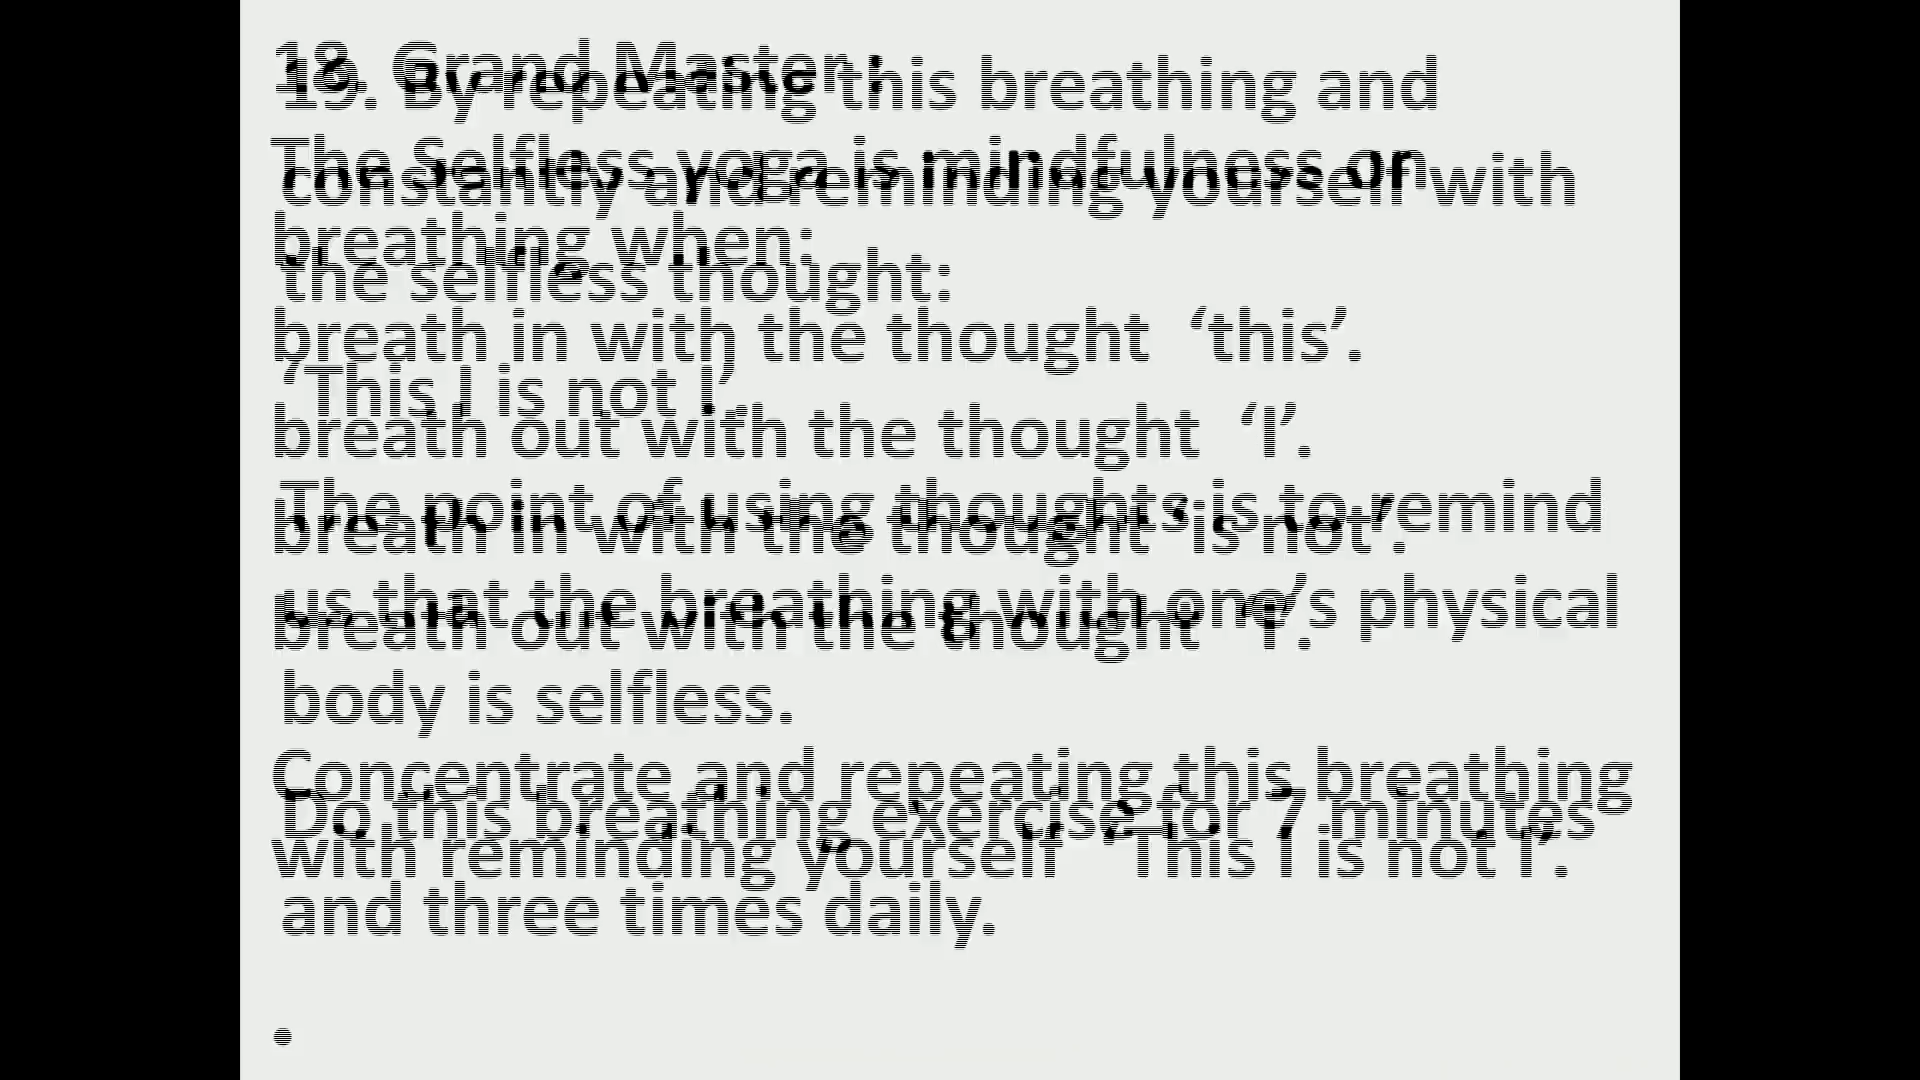 18. Grand Master :
The Selfless yoga is mindfulness on
breathing when:
breath in with the thought ‘this’.
breath out with the thought ‘I’.
breath in with the thought ‘is not’.
breath out with the thought ‘I’.
Concentrate and repeating this breathing
with reminding yourself ‘This I is not I’.
•
19. By repeating this breathing and
constantly and reminding yourself with
the selfless thought:
‘This I is not I’
The point of using thoughts is to remind
us that the breathing with one’s physical
body is selfless.
Do this breathing exercise for 7 minutes
and three times daily.